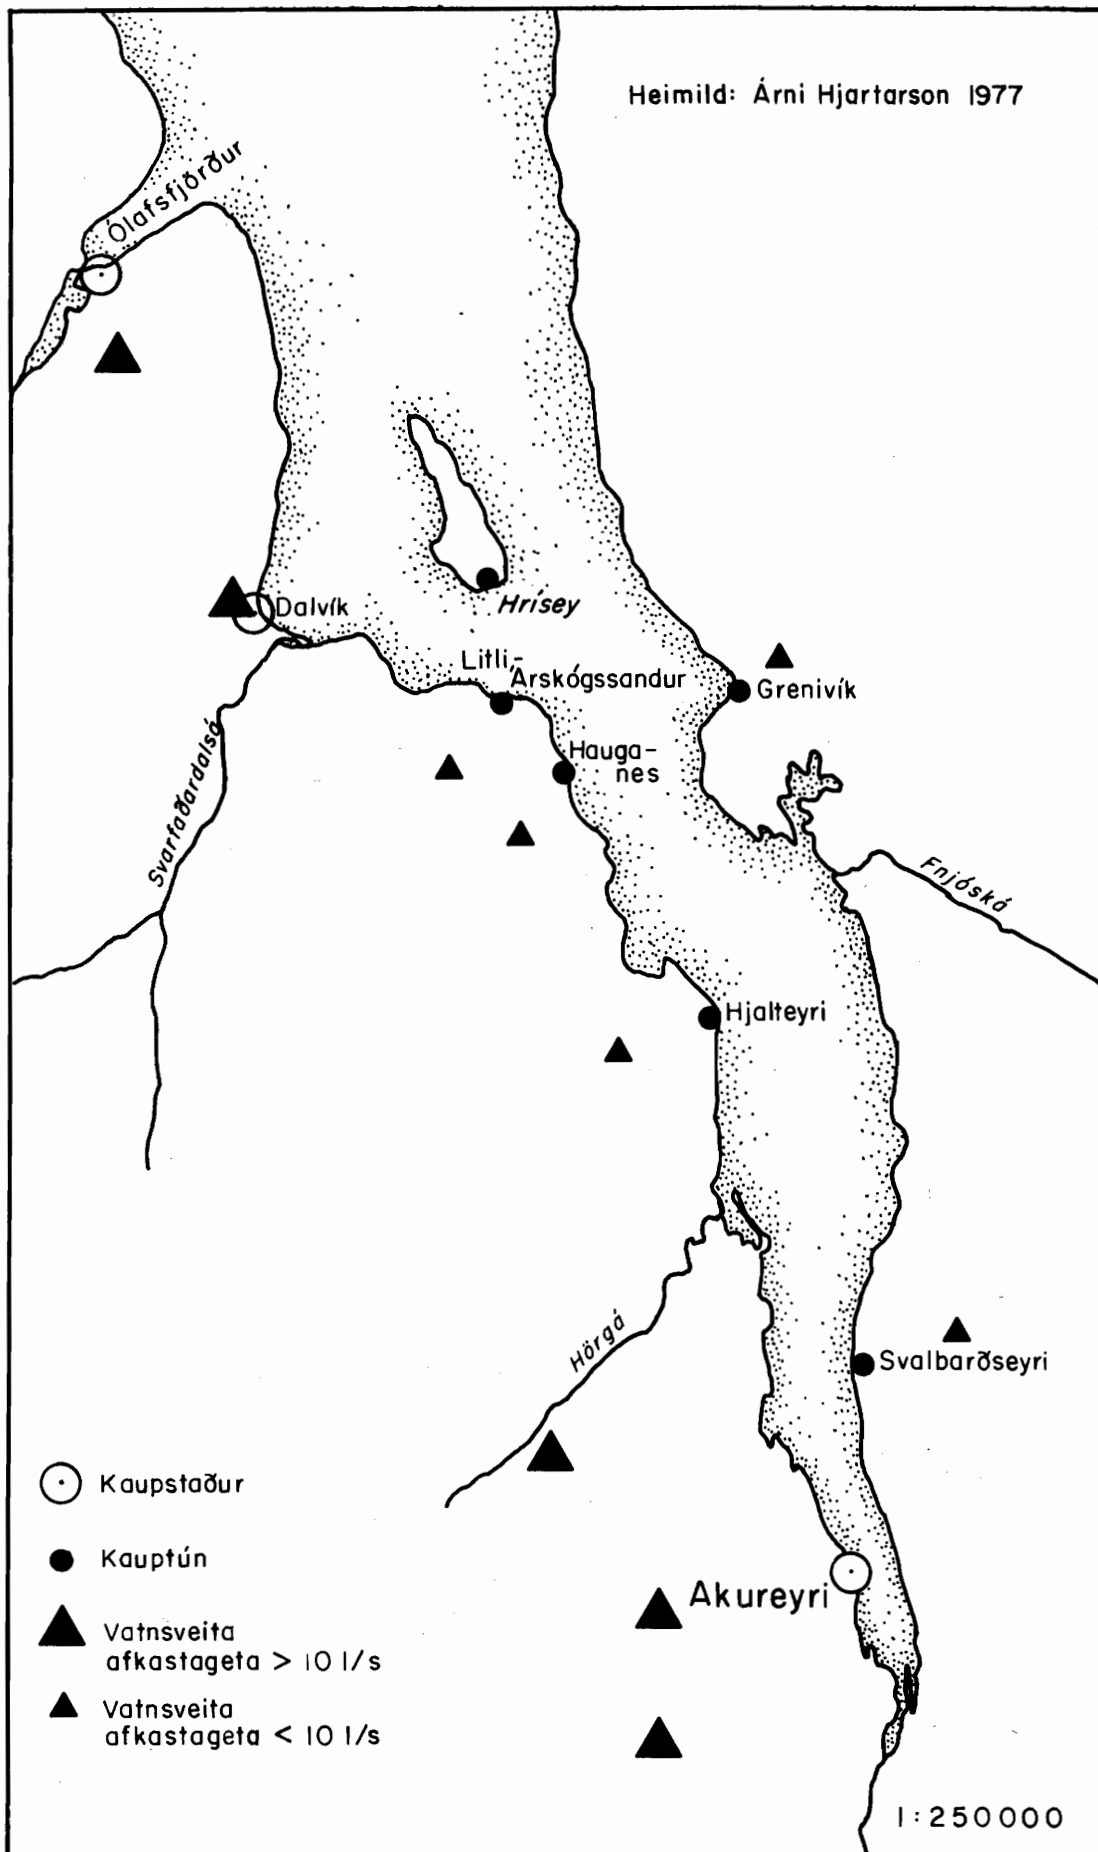 Heimild: Árni Hjartarson 1977
Ólafsfjörður
Dalvík
Hrísey
Litli-
Árskógssandur
Grenivík
Hauga-
nes
Svarfaðardalsá
Fnjóská
Hjalteyri
Hörgá
Svalbarðseyri
Akureyri
Kaupstaður
Kauptún
Vatnsveita
afkastageta > 10 l/s
Vatnsveita
afkastageta < 10 l/s
1:250000